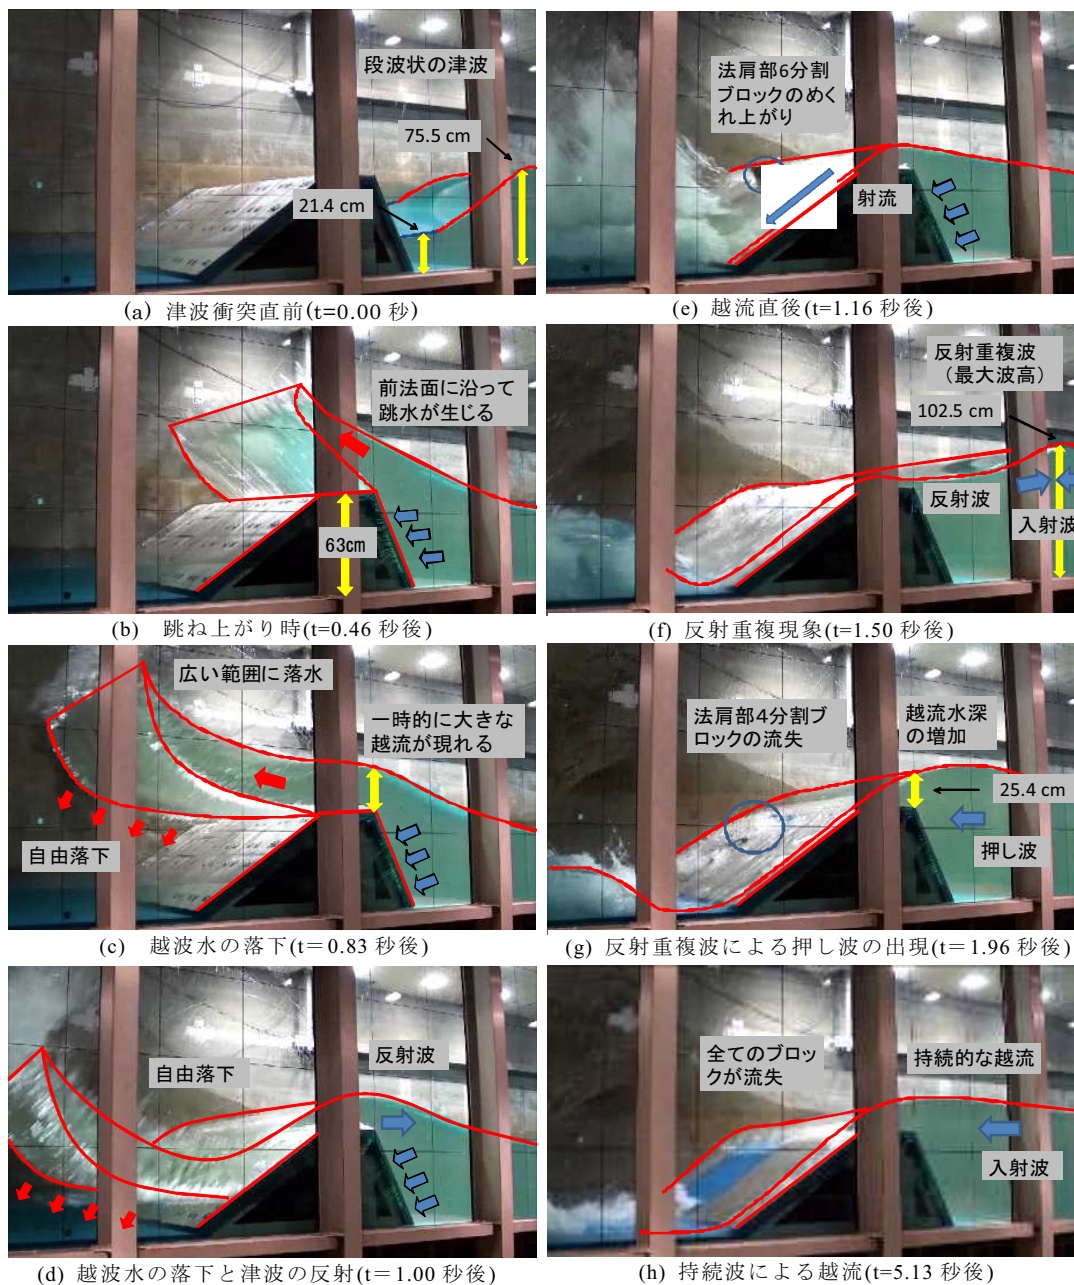 段波状の津波
75.5 cm
21.4 cm
(a) 津波衝突直前(t=0.00 秒)
前法面に沿って
跳水が生じる
63cm
(b) 跳ね上がり時(t=0.46 秒後)
広い範囲に落水
一時的に大きな
越流が現れる
自由落下
(c) 越波水の落下(t＝0.83 秒後)
自由落下
反射波
(d) 越波水の落下と津波の反射(t＝1.00 秒後)
法肩部6分割
ブロックのめく
れ上がり
射流
(e) 越流直後(t=1.16 秒後)
反射重複波
（最大波高）
102.5 cm
反射波
入射波
(f) 反射重複現象(t=1.50 秒後)
法肩部4分割ブ
ロックの流失
越流水深
の増加
25.4 cm
押し波
(g) 反射重複波による押し波の出現(t＝1.96 秒後)
全てのブロッ
クが流失
持続的な越流
入射波
(h) 持続波による越流(t=5.13 秒後)